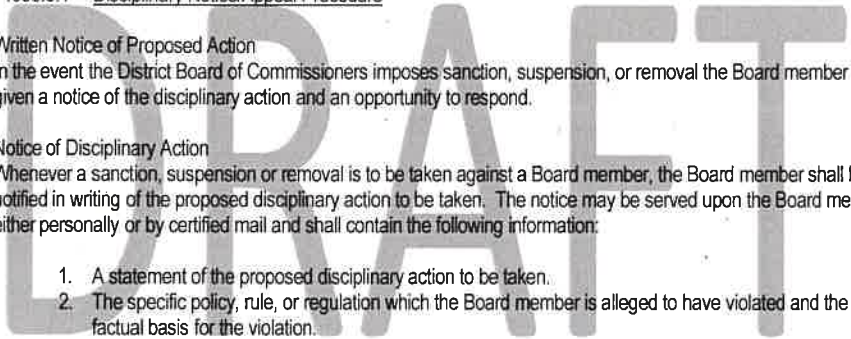 Disciplinary Notice/Appeal Procedure
Written Notice of Proposed Action
n the event the District Board of Commissioners imposes sanction, suspension, or removal the Board member
given a notice of the disciplinary action and an opportunity to respond.
Notice of Disciplinary Action
Whenever a sanction, suspension or removal is to be taken against a Board member, the Board member shall
notified in writing of the proposed disciplinary action to be taken. The notice may be served upon the Board me
either personally or by certified mail and shall contain the following information:
1. A statement of the proposed disciplinary action to be taken.
2. The specific policy, rule, or regulation which the Board member is alleged to have violated and the
factual basis for the violation.
DRAFT